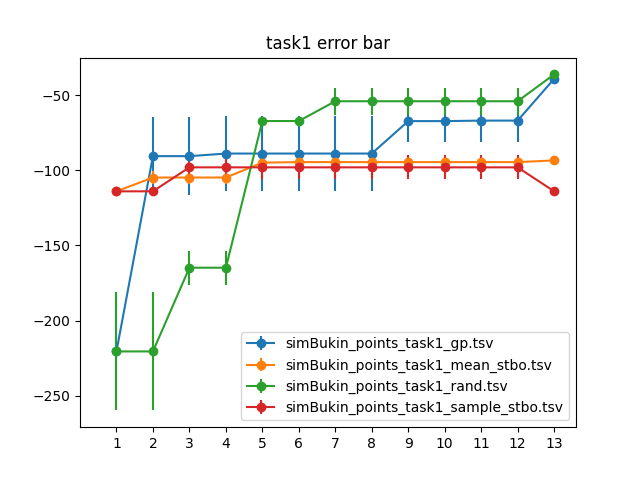 task1 error bar
−50
−100
−150
−200
−250
simBukin_points_task1_gp.tsv
simBukin_points_task1_mean_stbo.tsv
simBukin_points_task1_rand.tsv
simBukin_points_task1_sample_stbo.tsv
1 2 3 4 5 6 7 8 9 10 11 12 13